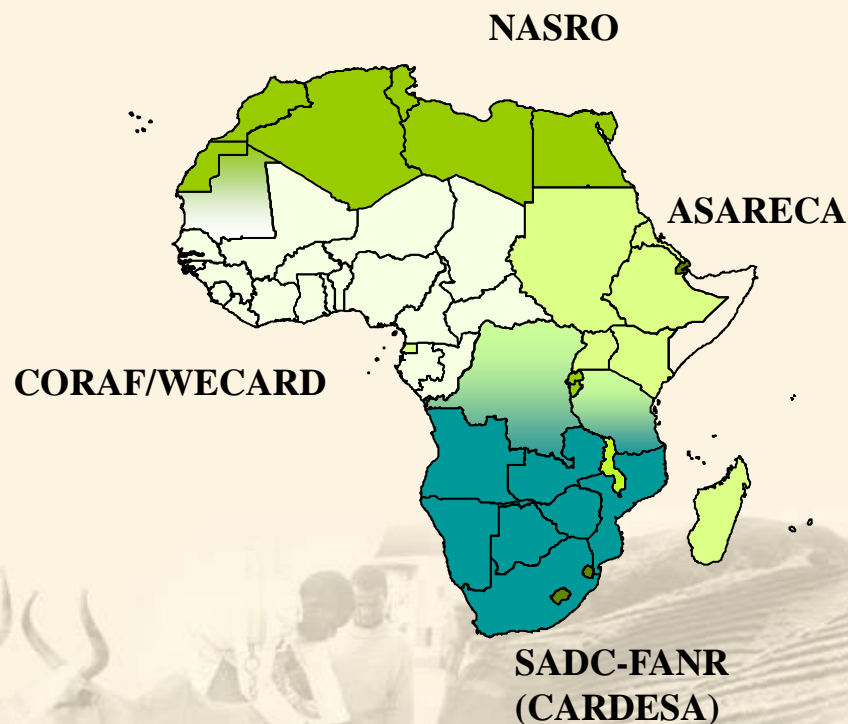 NASRO
ASARECA
CORAF/WECARD
SADC-FANR
(CARDESA)